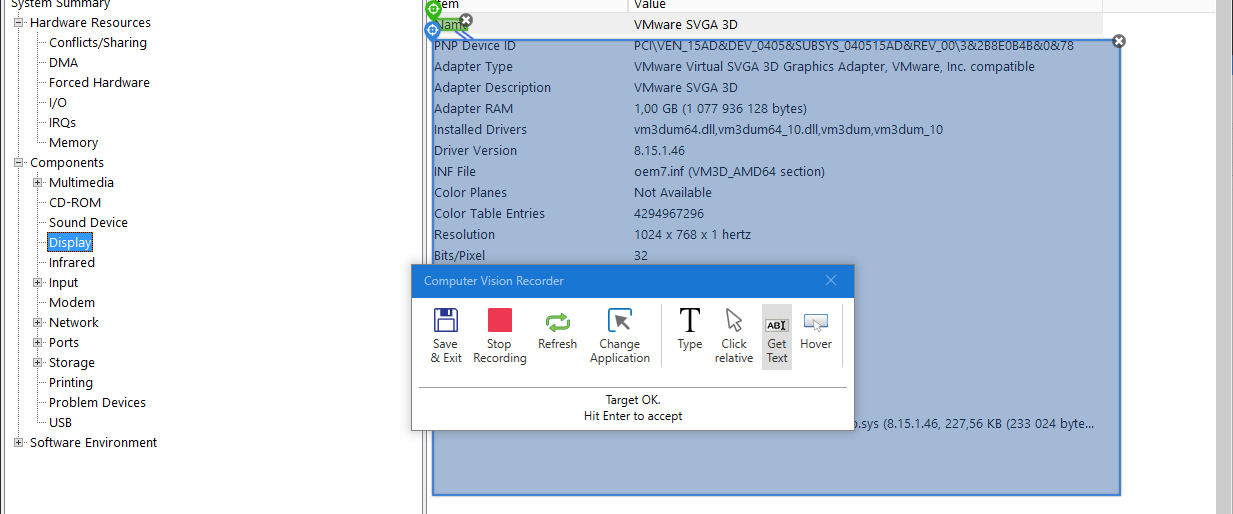 System Summary
Hardware Resources
Conflicts/Sharing
DMA
Forced Hardware
I/O
IRQs
Memory
Components
Multimedia
CD-ROM
Sound Device
Display
Infrared
Input
Modem
Network
Ports
Storage
Printing
Problem Devices
USB
Software Environment
Item Value
Name VMware SVGA 3D
PNP Device ID PCI\VEN_15AD&DEV_0405&SUBSYS_040515AD&REV_00\3&2B8E0B4B&0&78
Adapter Type VMware Virtual SVGA 3D Graphics Adapter, VMware, Inc. compatible
Adapter Description VMware SVGA 3D
Adapter RAM 1,00 GB (1 077 936 128 bytes)
Installed Drivers vm3dum64.dll,vm3dum64_10.dll,vm3dum,vm3dum_10
Driver Version 8.15.1.46
INF File oem7.inf (VM3D_AMD64 section)
Color Planes Not Available
Color Table Entries 4294967296
Resolution 1024 x 768 x 1 hertz
Bits/Pixel 32
Computer Vision Recorder
Save & Exit
Stop Recording
Refresh
Change Application
Type
Click relative
ABI
Get Text
Hover
Target OK.
Hit Enter to accept
.sys (8.15.1.46, 227,56 KB (233 024 byte...